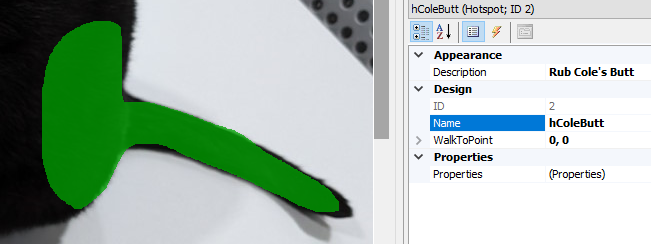 hColeButt (Hotspot; ID 2)
Appearance
Description Rub Cole's Butt
Design
ID 2
Name hColeButt
WalkToPoint 0, 0
Properties
Properties (Properties)